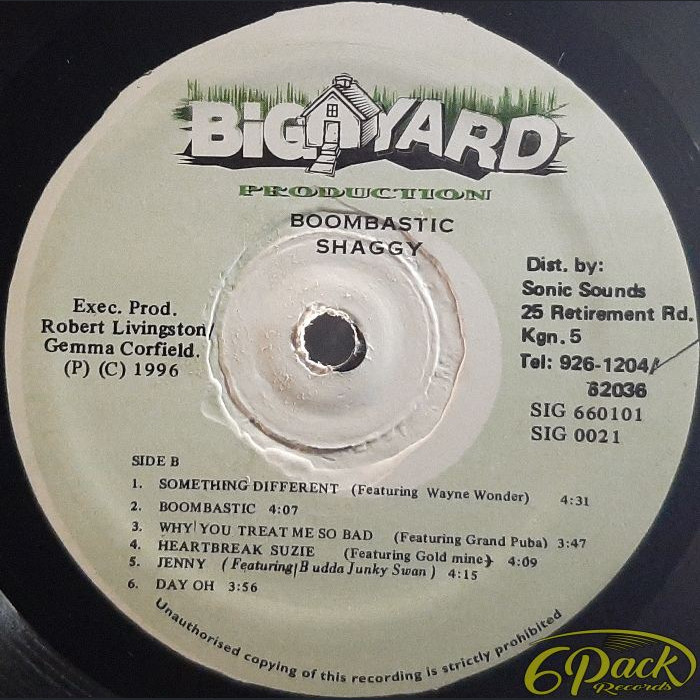 BiG YARD
PRODUCTION
BOOMBASTIC
SHAGGY
Exec. Prod.
Robert Livingston/
Gemma Corfield.
(P) (C) 1996
Dist. by:
Sonic Sounds
25 Retirement Rd.
Kgn. 5
Tel: 926-1204/
62036
SIG 660101
SIG 0021
SIDE B
1. SOMETHING DIFFERENT (Featuring Wayne Wonder) 4:31
2. BOOMBASTIC 4:07
3. WHY YOU TREAT ME SO BAD (Featuring Grand Puba) 3:47
4. HEARTBREAK SUZIE (Featuring Gold mine) 4:09
5. JENNY (Featuring Budda Junky Swan) 4:15
6. DAY OH 3:56
Unauthorised copying of this recording is strictly prohibited
6Pack
Records